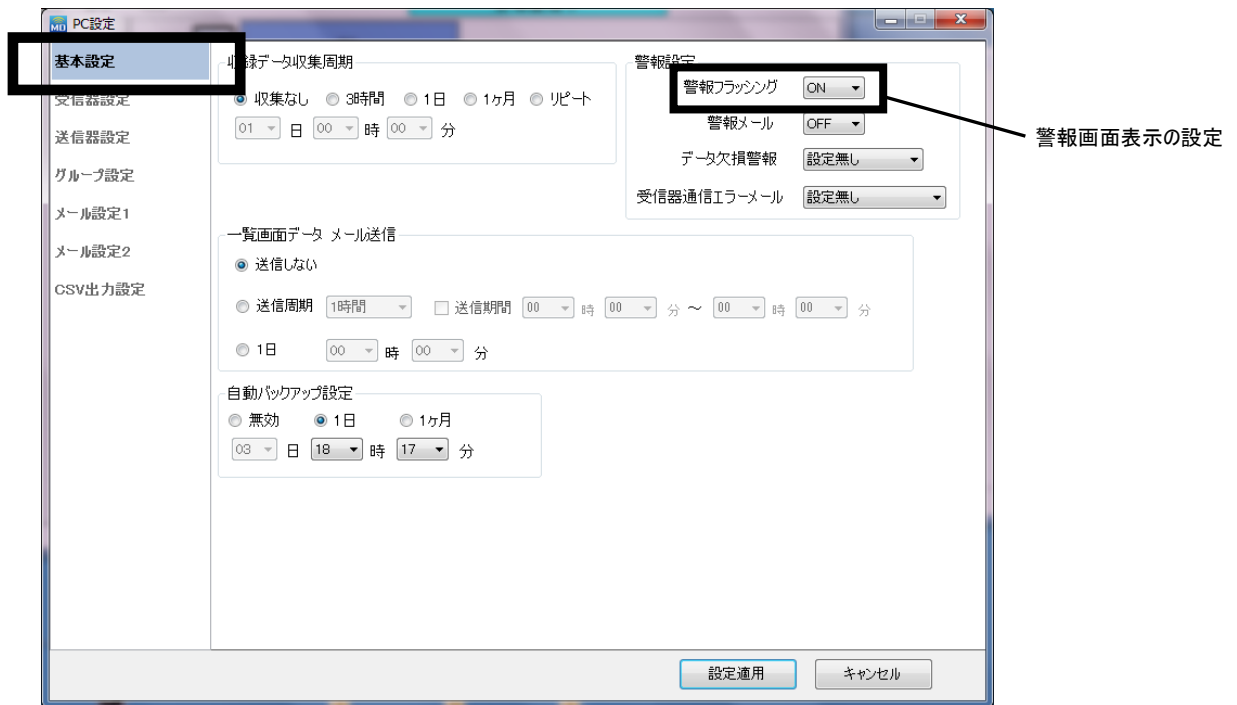 MD PC設定
基本設定
受信器設定
送信器設定
グループ設定
メール設定1
メール設定2
CSV出力設定
収録データ収集周期
収集なし 3時間 1日 1ヶ月 リピート
01 日 00 時 00 分
警報設定
警報フラッシング ON
警報メール OFF
データ欠損警報 設定無し
受信器通信エラーメール 設定無し
警報画面表示の設定
一覧画面データ メール送信
送信しない
送信周期 1時間 送信期間 00 時 00 分 ～ 00 時 00 分
1日 00 時 00 分
自動バックアップ設定
無効 1日 1ヶ月
03 日 18 時 17 分
設定適用 キャンセル